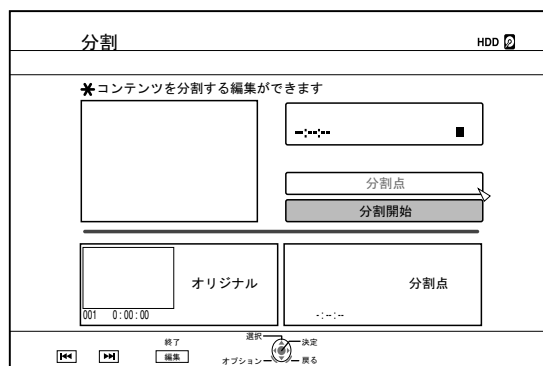 分割
HDD
*コンテンツを分割する編集ができます
-:--:-- ■
分割点
分割開始
オリジナル
001 0:00:00
分割点
-:--:--
終了
編集
選択
決定
オプション
戻る